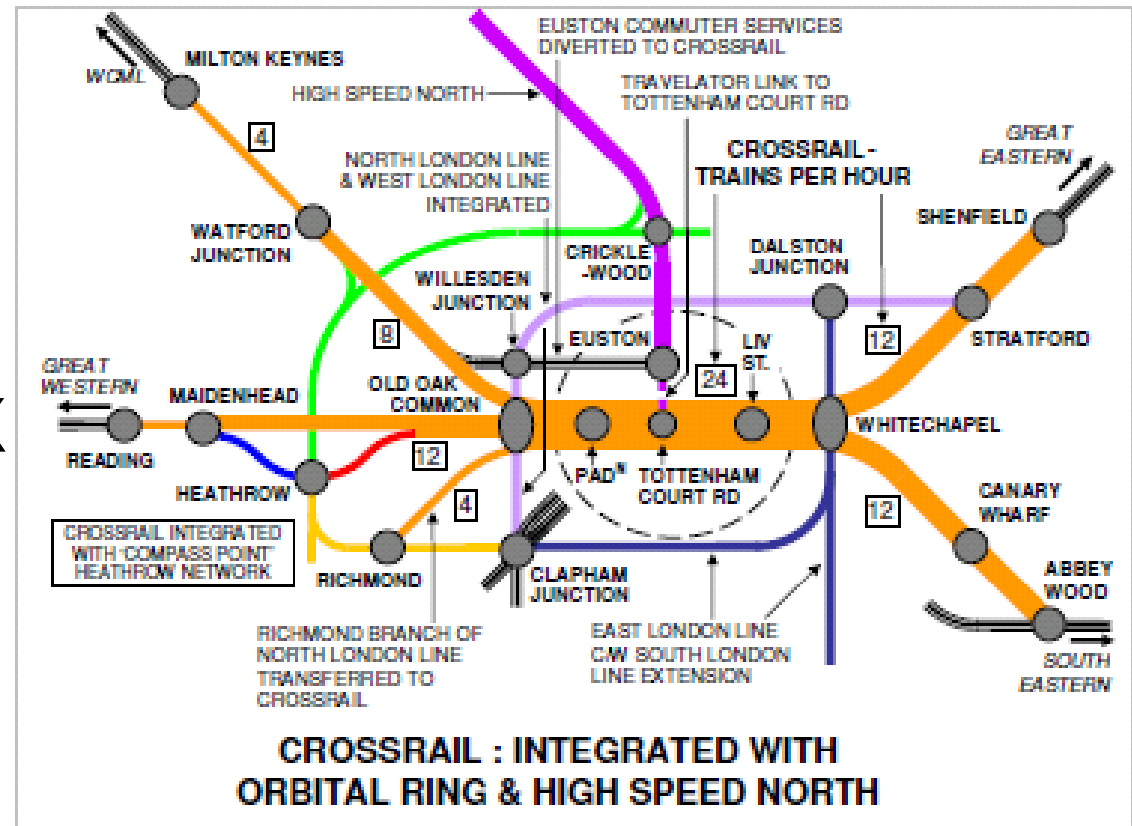 EUSTON COMMUTER SERVICES
DIVERTED TO CROSSRAIL
MILTON KEYNES
WCML
HIGH SPEED NORTH
TRAVELATOR LINK TO
TOTTENHAM COURT RD
4
GREAT
EASTERN
CROSSRAIL -
TRAINS PER HOUR
NORTH LONDON LINE
& WEST LONDON LINE
INTEGRATED
SHENFIELD
WATFORD
JUNCTION
CRICKLE
-WOOD
DALSTON
JUNCTION
WILLESDEN
JUNCTION
8
EUSTON
LIV
ST.
12
STRATFORD
24
GREAT
WESTERN
MAIDENHEAD
OLD OAK
COMMON
WHITECHAPEL
READING
12
PADN
TOTTENHAM
COURT RD
HEATHROW
4
CANARY
WHARF
12
CROSSRAIL INTEGRATED
WITH 'COMPASS POINT'
HEATHROW NETWORK
RICHMOND
CLAPHAM
JUNCTION
ABBEY
WOOD
RICHMOND BRANCH OF
NORTH LONDON LINE
TRANSFERRED TO
CROSSRAIL
EAST LONDON LINE
C/W SOUTH LONDON
LINE EXTENSION
SOUTH
EASTERN
CROSSRAIL : INTEGRATED WITH
ORBITAL RING & HIGH SPEED NORTH